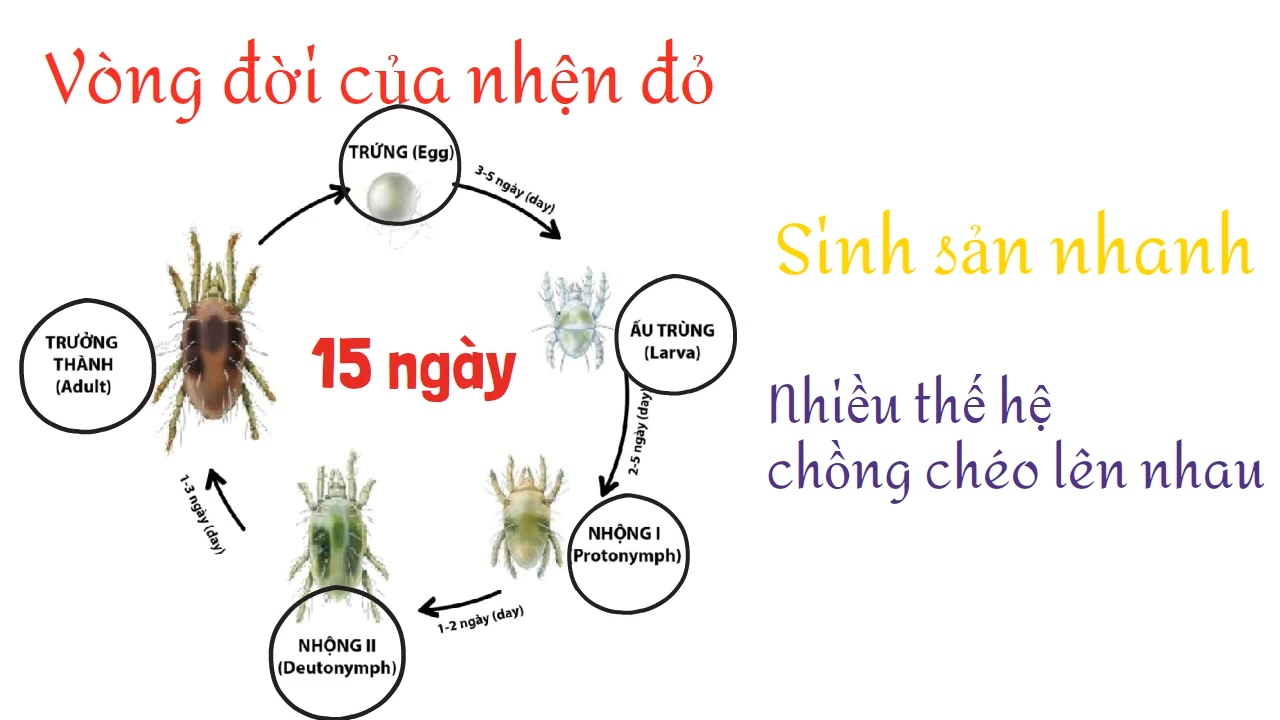 Vòng đời của nhện đỏ
TRỨNG (Egg)
3-5 ngày (day)
ẤU TRÙNG
(Larva)
2-5 ngày (day)
NHỘNG I
(Protonymph)
1-2 ngày (day)
NHỘNG II
(Deutonymph)
1-3 ngày (day)
TRƯỞNG
THÀNH
(Adult)
15 ngày
Sinh sản nhanh
Nhiều thế hệ
chồng chéo lên nhau